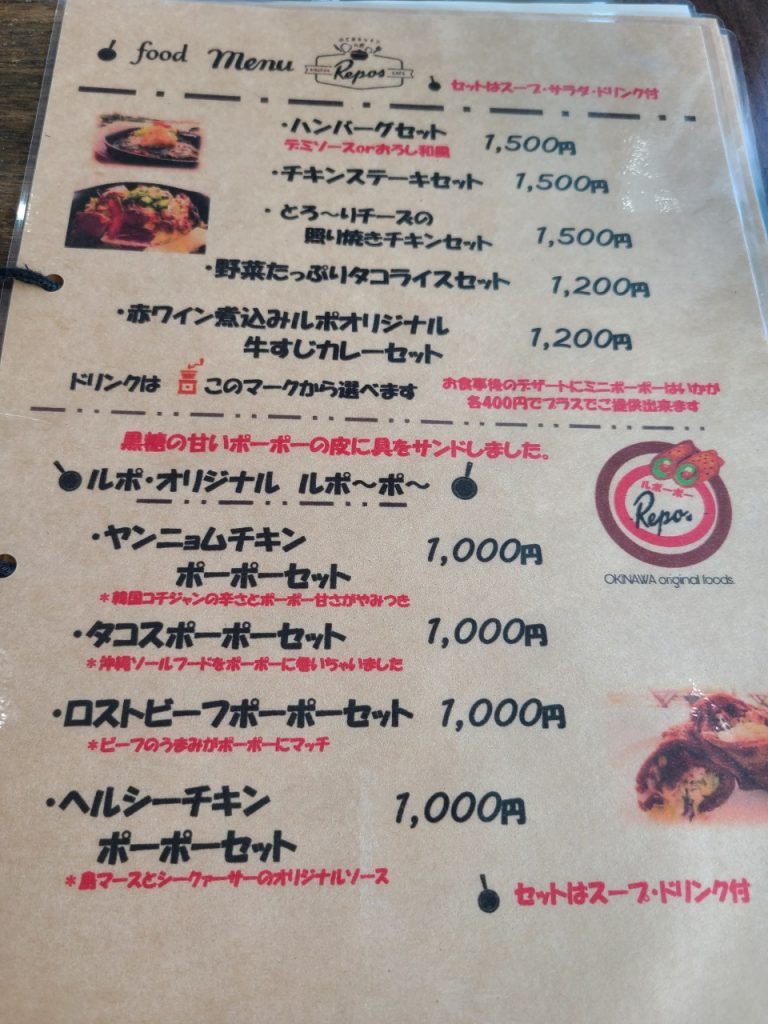 food Menu
Repos
セットはスープ・サラダ・ドリンク付
・ハンバーグセット 1,500円
デミソースorおろし和風
・チキンステーキセット 1,500円
・とろ〜りチーズの
照り焼きチキンセット 1,500円
・野菜たっぷりタコライスセット 1,200円
・赤ワイン煮込みルポオリジナル
牛すじカレーセット 1,200円
ドリンクは このマークから選べます
お食事後のデザートにミニポーポーはいかが
各400円でプラスでご提供出来ます
黒糖の甘いポーポーの皮に具をサンドしました。
ルポ・オリジナル ルポ〜ポ〜
ルポーポー
Repo.
OKINAWA original foods.
・ヤンニョムチキン
ポーポーセット 1,000円
*韓国コチジャンの辛さとポーポー甘さがやみつき
・タコスポーポーセット 1,000円
*沖縄ソールフードをポーポーに巻いちゃいました
・ロストビーフポーポーセット 1,000円
*ビーフのうまみがポーポーにマッチ
・ヘルシーチキン
ポーポーセット 1,000円
*島マースとシークァーサーのオリジナルソース
セットはスープ・ドリンク付